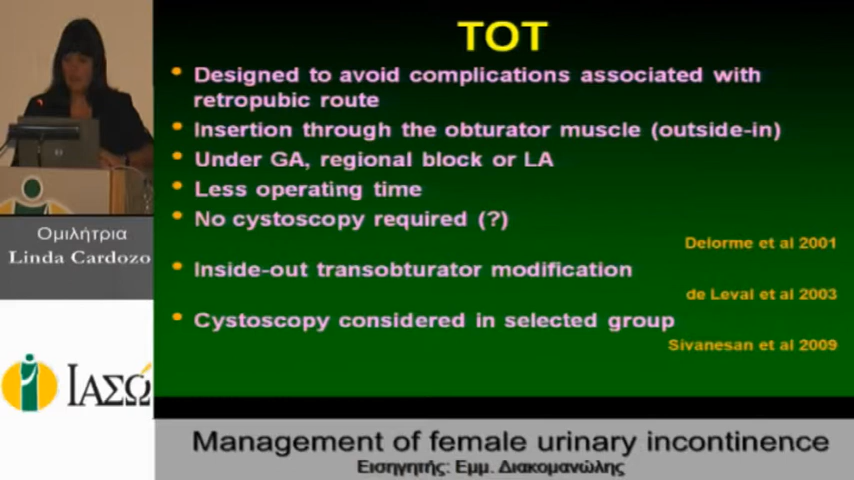 TOT
• Designed to avoid complications associated with
retropubic route
• Insertion through the obturator muscle (outside-in)
• Under GA, regional block or LA
• Less operating time
• No cystoscopy required (?)
Delorme et al 2001
• Inside-out transobturator modification
de Leval et al 2003
• Cystoscopy considered in selected group
Sivanesan et al 2009
Ομιλήτρια
Linda Cardozo
ΙΑΣΩ
Management of female urinary incontinence
Εισηγητής: Εμμ. Διακομανώλης